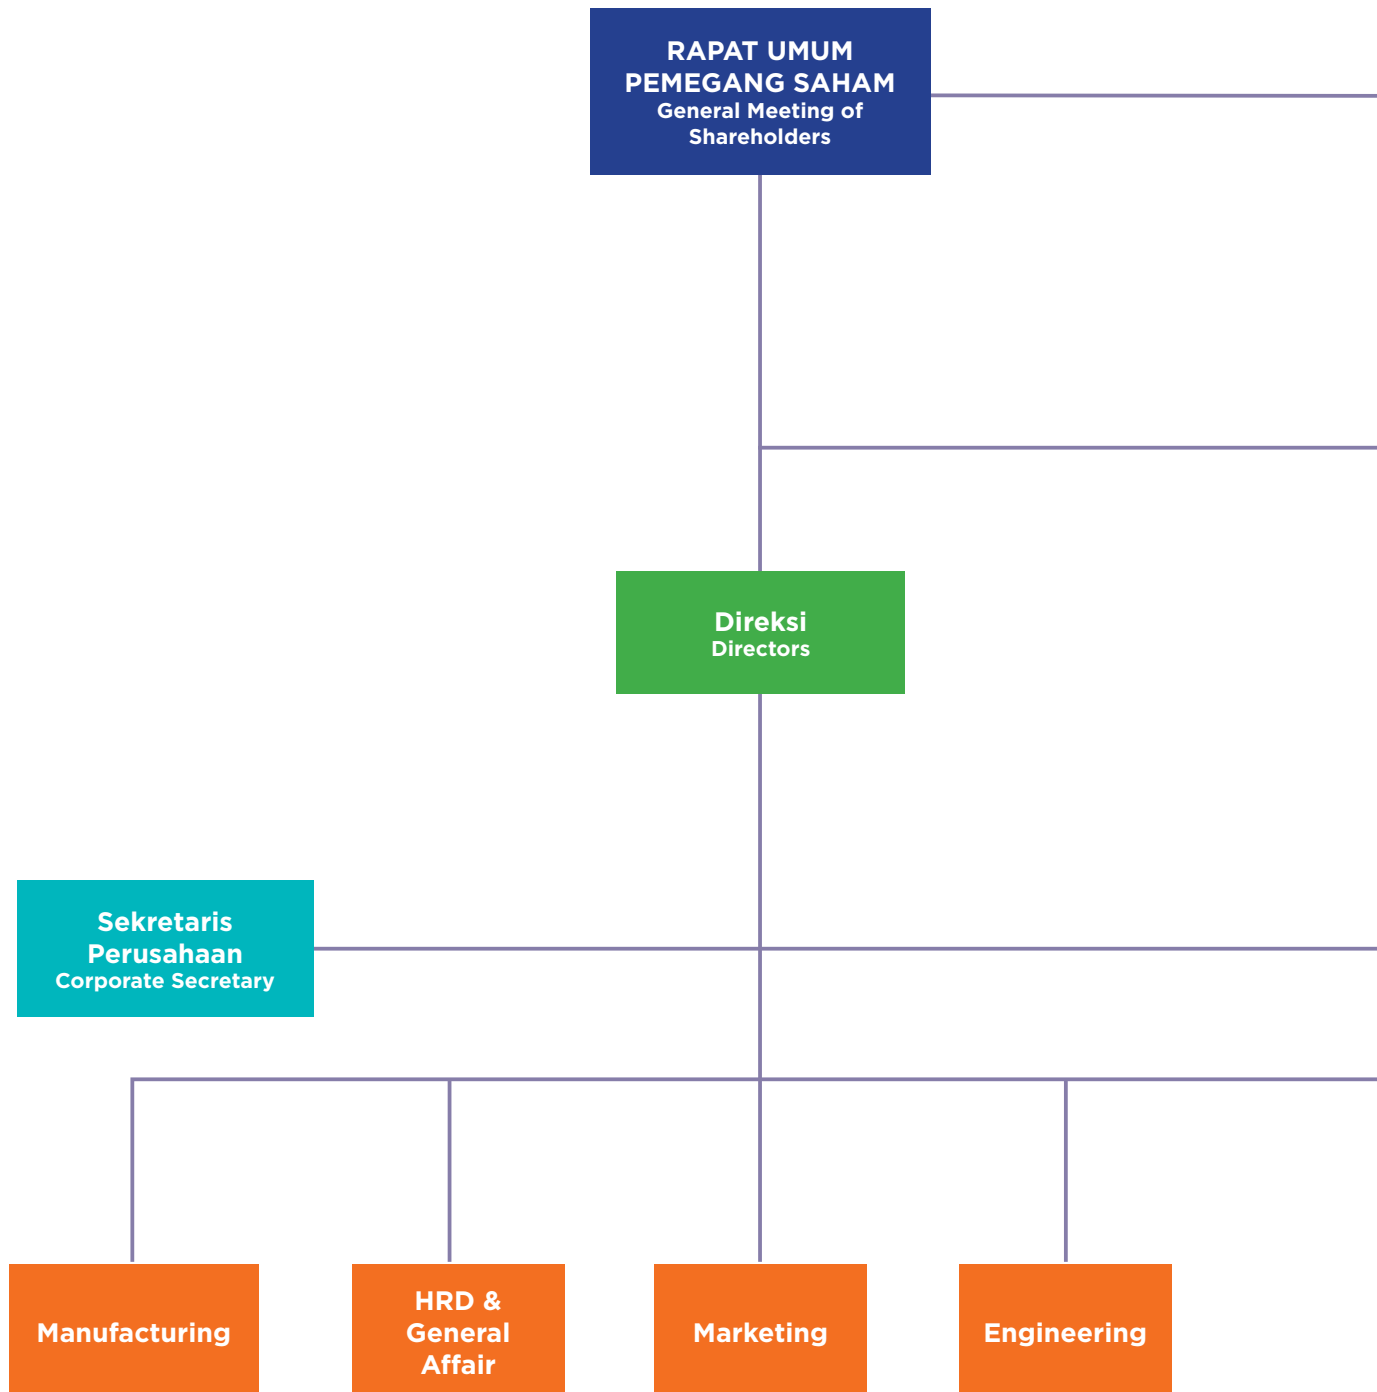 RAPAT UMUM
PEMEGANG SAHAM
General Meeting of
Shareholders
Direksi
Directors
Sekretaris
Perusahaan
Corporate Secretary
Manufacturing
HRD &
General
Affair
Marketing
Engineering